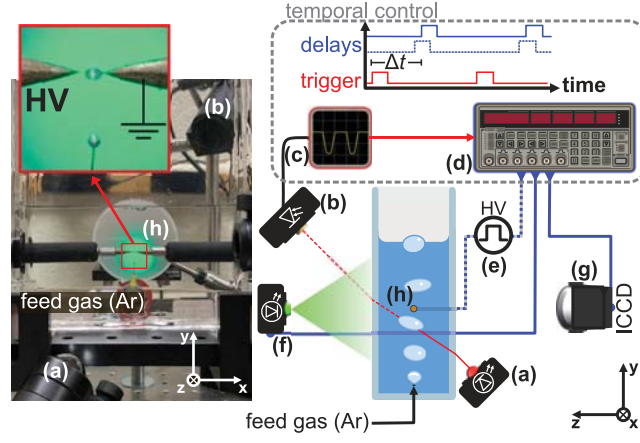 temporal control
delays
Δt
trigger
time
HV
(b)
(c)
(d)
(b)
HV
(e)
(h)
(h)
(g)
feed gas (Ar)
ICCD
(f)
(a)
(a)
y
z
x
feed gas (Ar)
y
z
x